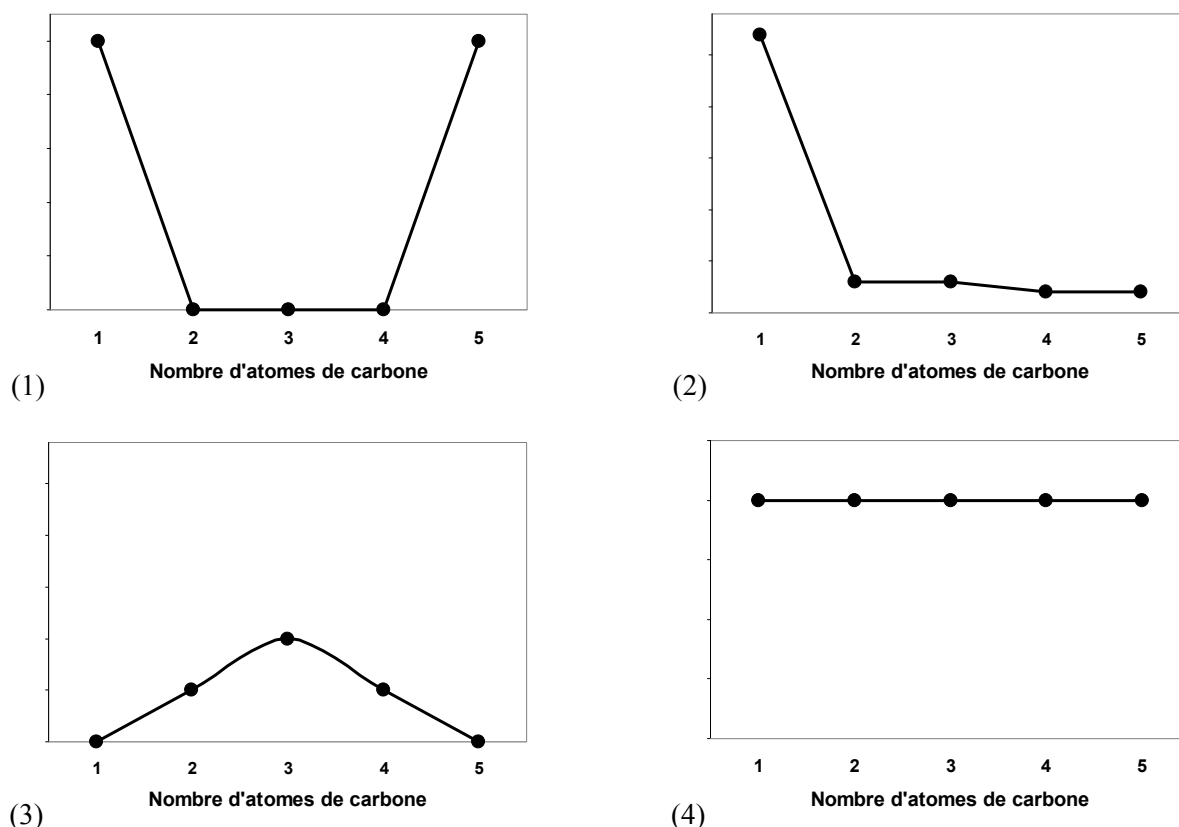 1 2 3 4 5
Nombre d'atomes de carbone
(1)
1 2 3 4 5
Nombre d'atomes de carbone
(2)
1 2 3 4 5
Nombre d'atomes de carbone
(3)
1 2 3 4 5
Nombre d'atomes de carbone
(4)